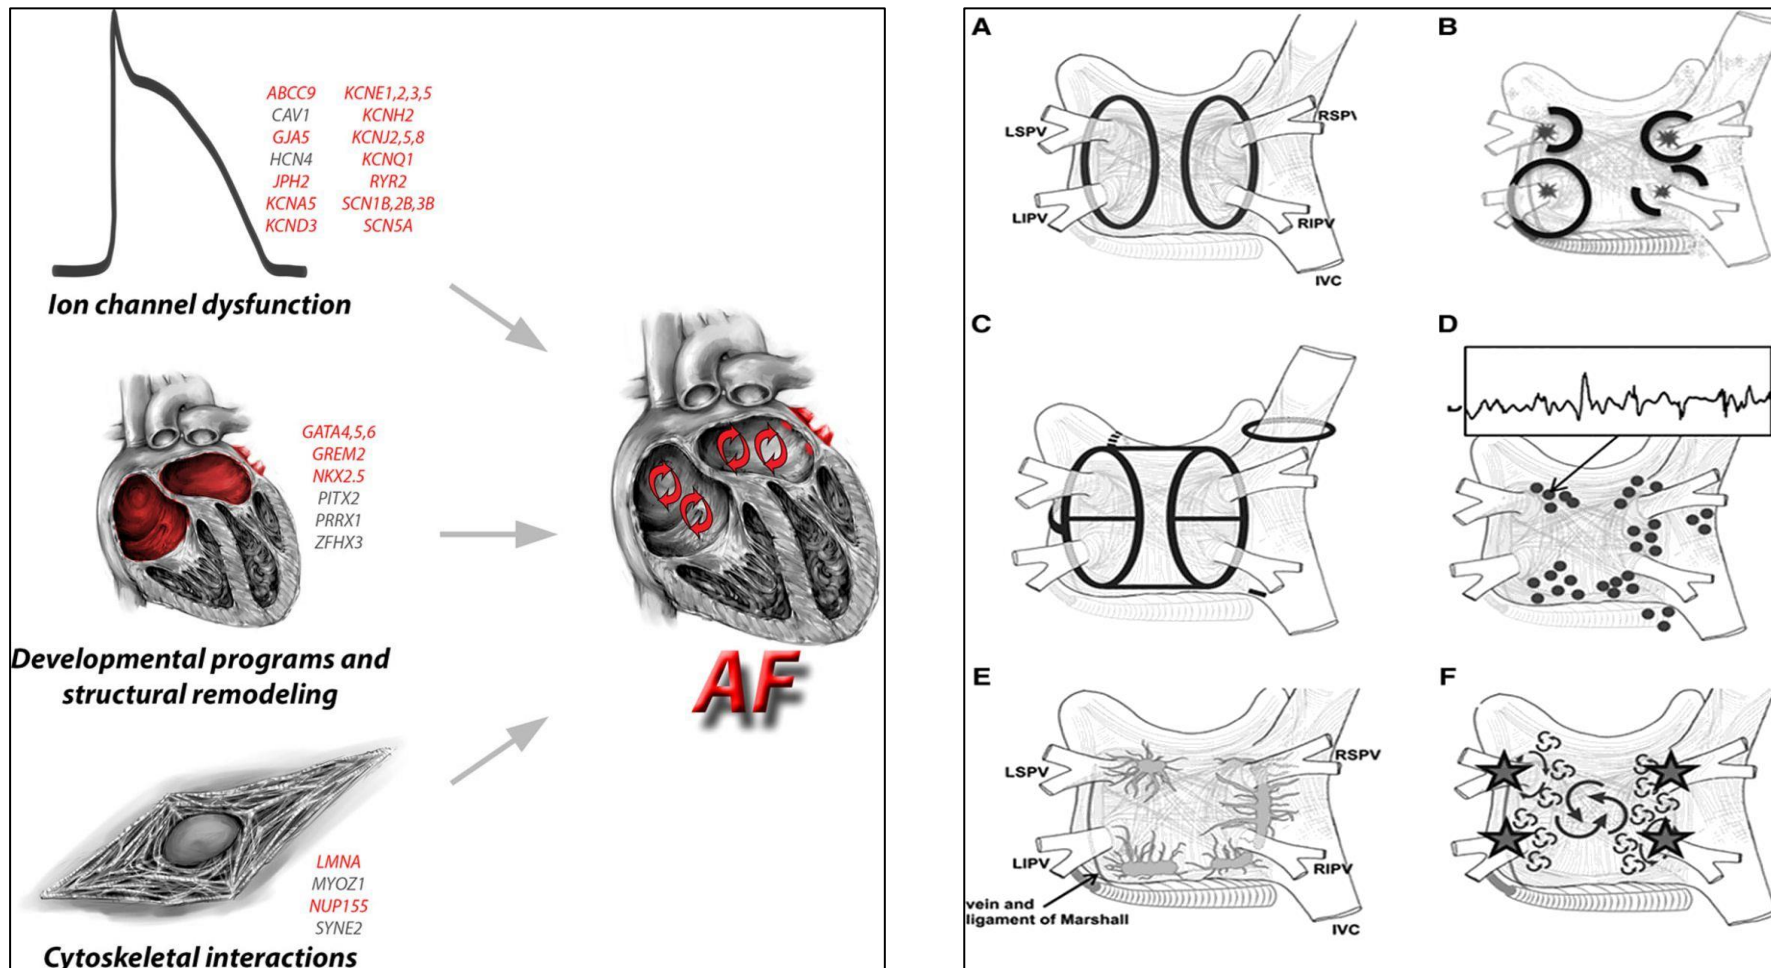 ABCC9 KCNE1,2,3,5
CAV1 KCNH2
GJA5 KCNJ2,5,8
HCN4 KCNQ1
JPH2 RYR2
KCNA5 SCN1B,2B,3B
KCND3 SCN5A
Ion channel dysfunction
GATA4,5,6
GREM2
NKX2.5
PITX2
PRRX1
ZFHX3
Developmental programs and
structural remodeling
LMNA
MYOZ1
NUP155
SYNE2
Cytoskeletal interactions
AF
A
LSPV
RSPV
LIPV
RIPV
IVC
B
C
D
E
LSPV
RSPV
LIPV
RIPV
vein and
ligament of Marshall
IVC
F